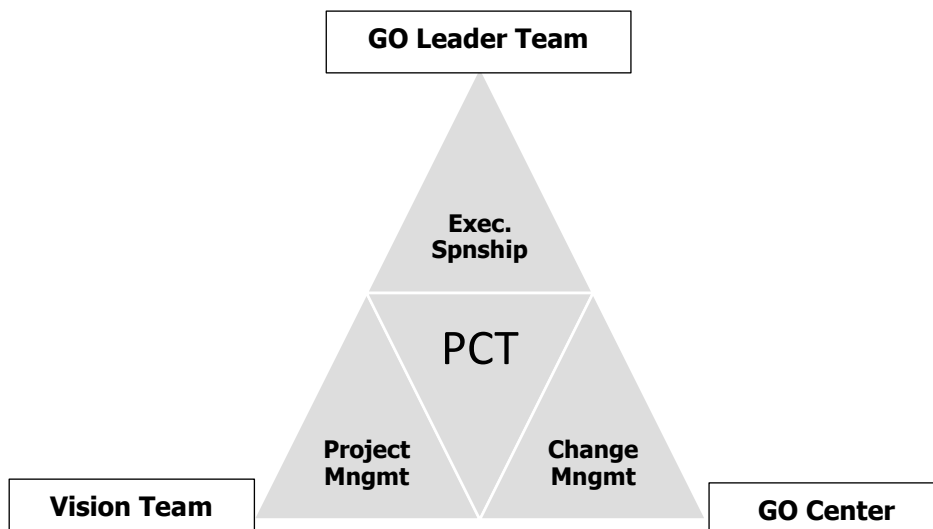 GO Leader Team
Exec.
Spnship
PCT
Project
Mngmt
Change
Mngmt
Vision Team
GO Center